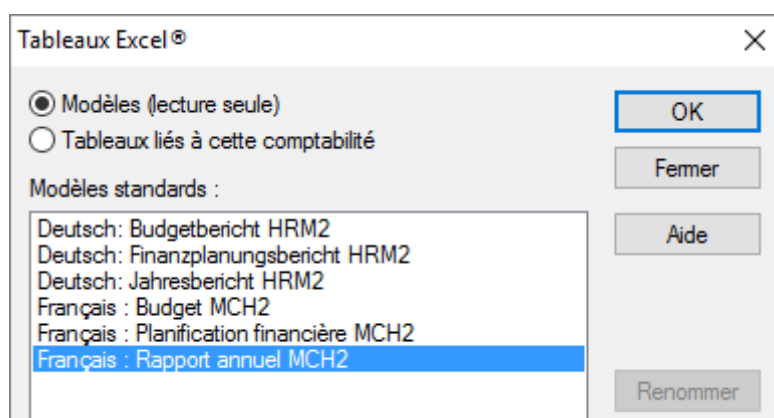 Tableaux Excel®
Modèles (lecture seule)
OK
Tableaux liés à cette comptabilité
Fermer
Modèles standards :
Deutsch: Budgetbericht HRM2
Aide
Deutsch: Finanzplanungsbericht HRM2
Deutsch: Jahresbericht HRM2
Français : Budget MCH2
Français : Planification financière MCH2
Français : Rapport annuel MCH2
Renommer